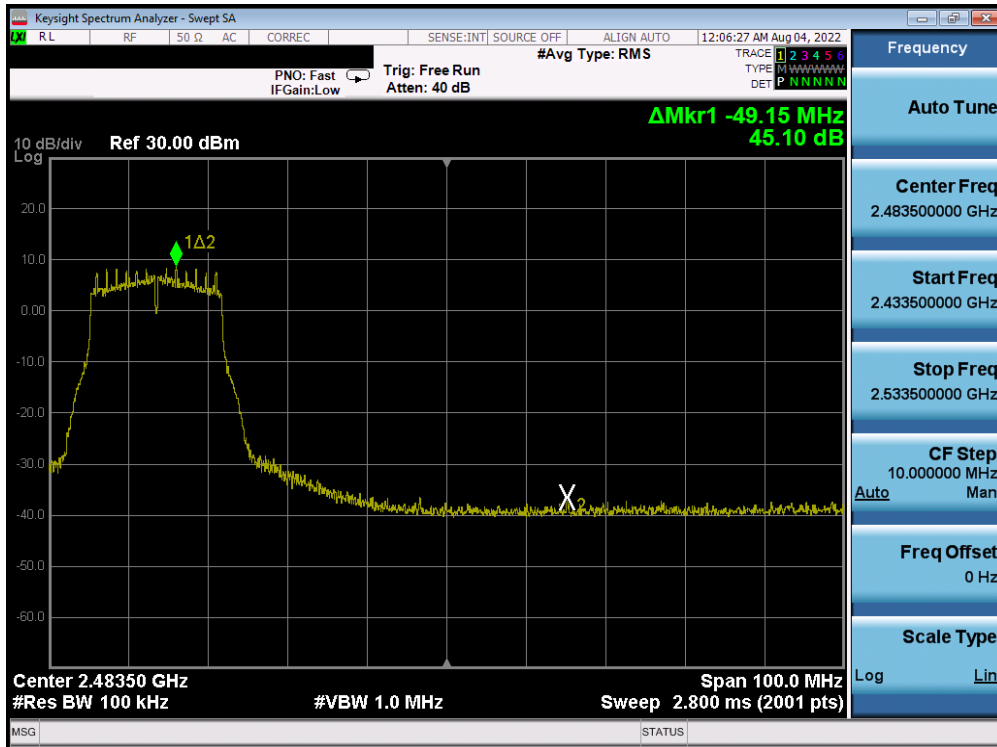 Keysight Spectrum Analyzer - Swept SA
LXI RL RF 50 Ω AC CORREC SENSE:INT SOURCE OFF ALIGN AUTO 12:06:27 AM Aug 04, 2022
#Avg Type: RMS TRACE 1 2 3 4 5 6
PNO: Fast Trig: Free Run TYPE M WWWWW
IFGain:Low Atten: 40 dB DET P N N N N N
ΔMkr1 -49.15 MHz
45.10 dB
10 dB/div Ref 30.00 dBm
Log
20.0
10.0
0.00
-10.0
-20.0
-30.0
-40.0
-50.0
-60.0
1Δ2
X2
Center 2.48350 GHz Span 100.0 MHz
#Res BW 100 kHz #VBW 1.0 MHz Sweep 2.800 ms (2001 pts)
MSG STATUS
Frequency
Auto Tune
Center Freq
2.483500000 GHz
Start Freq
2.433500000 GHz
Stop Freq
2.533500000 GHz
CF Step
10.000000 MHz
Auto Man
Freq Offset
0 Hz
Scale Type
Log Lin